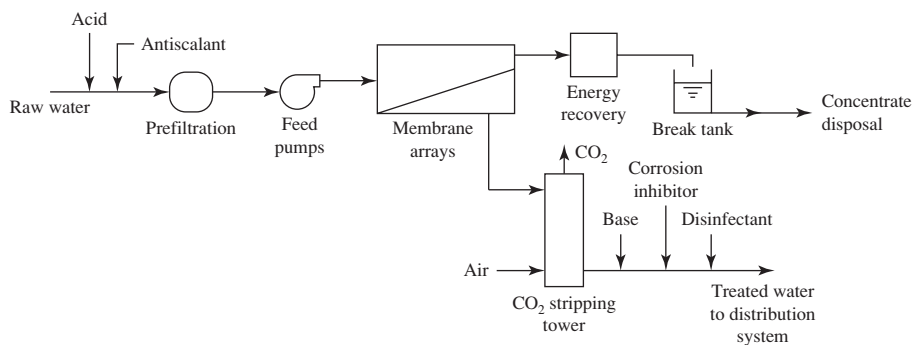 Acid
Antiscalant
Raw water
Prefiltration
Feed
pumps
Membrane
arrays
Energy
recovery
Break tank
Concentrate
disposal
CO₂
Air
CO₂ stripping
tower
Base
Corrosion
inhibitor
Disinfectant
Treated water
to distribution
system